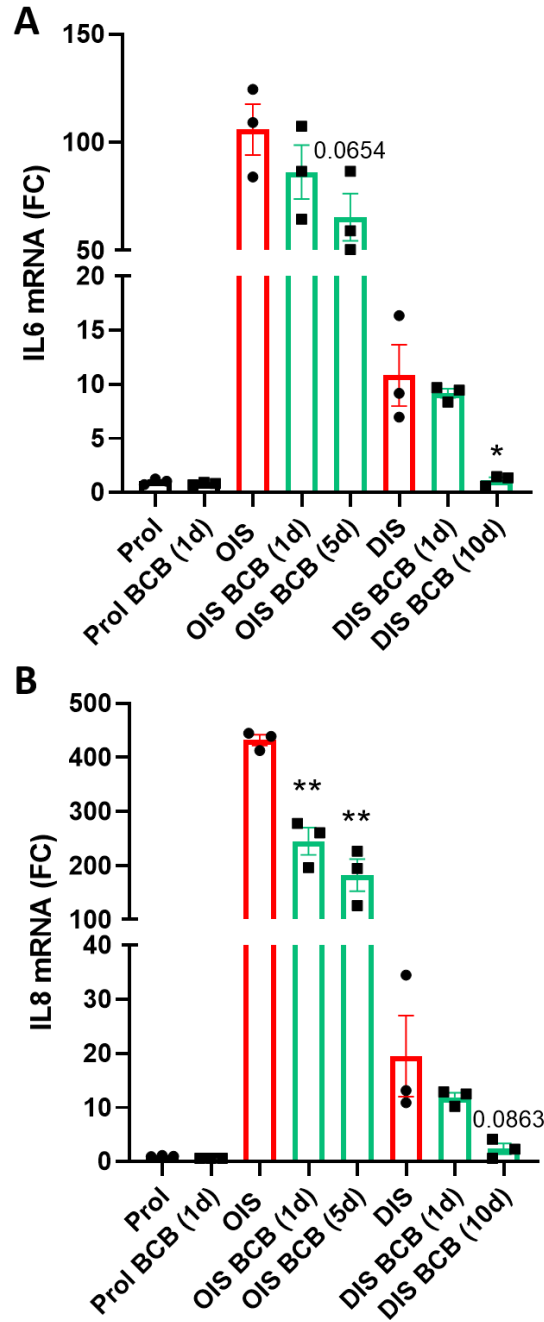 A
IL6 mRNA (FC)
150
100
50
20
15
10
5
0
0.0654
*
Prol
Prol BCB (1d)
OIS
OIS BCB (1d)
OIS BCB (5d)
DIS
DIS BCB (1d)
DIS BCB (10d)
B
IL8 mRNA (FC)
500
400
300
200
100
40
30
20
10
0
**
**
0.0863
Prol
Prol BCB (1d)
OIS
OIS BCB (1d)
OIS BCB (5d)
DIS
DIS BCB (1d)
DIS BCB (10d)